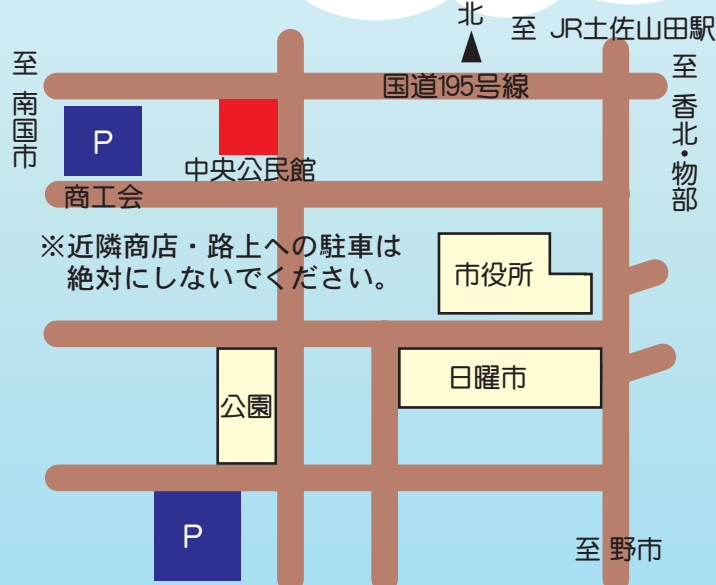 北
至 JR土佐山田駅
至 南国市
国道195号線
至 香北・物部
P
中央公民館
商工会
※近隣商店・路上への駐車は
絶対にしないでください。
市役所
日曜市
公園
P
至 野市